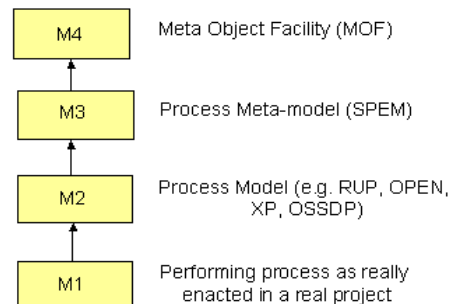 M4
Meta Object Facility (MOF)
M3
Process Meta-model (SPEM)
M2
Process Model (e.g. RUP, OPEN,
XP, OSSDP)
M1
Performing process as really
enacted in a real project